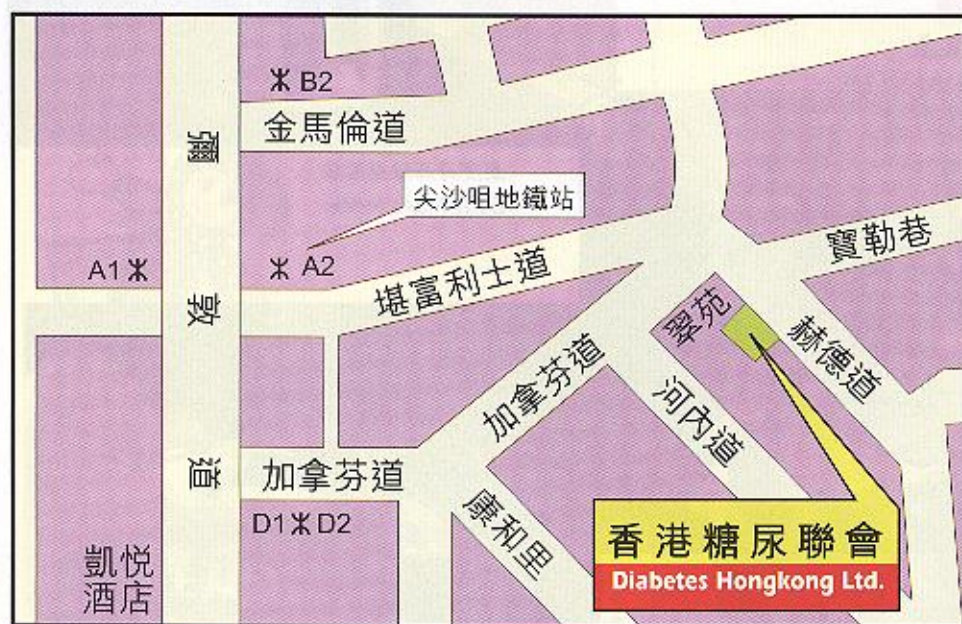 B2
金馬倫道
彌敦道
尖沙咀地鐵站
A1
A2
堪富利士道
寶勒巷
翠苑
赫德道
加拿芬道
河內道
加拿芬道
康和里
D1 D2
凱悅
酒店
香港糖尿聯會
Diabetes Hongkong Ltd.